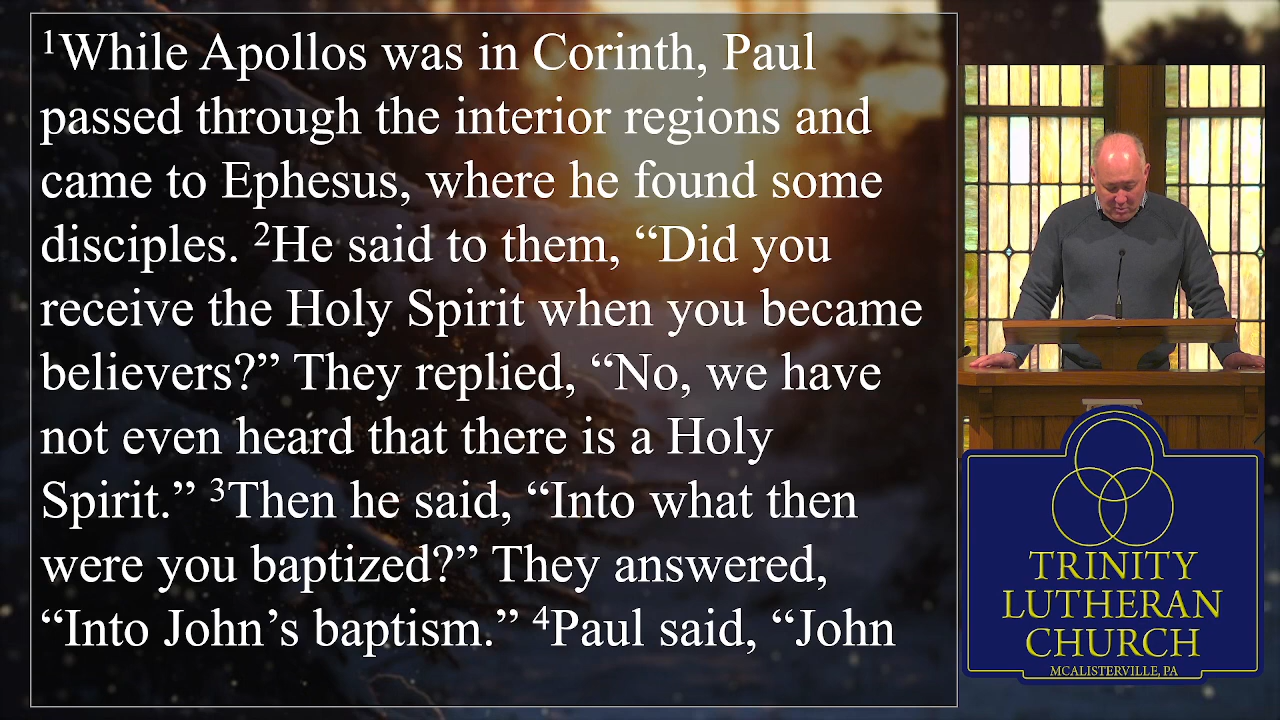 ¹While Apollos was in Corinth, Paul
passed through the interior regions and
came to Ephesus, where he found some
disciples. ²He said to them, “Did you
receive the Holy Spirit when you became
believers?” They replied, “No, we have
not even heard that there is a Holy
Spirit.” ³Then he said, “Into what then
were you baptized?” They answered,
“Into John’s baptism.” ⁴Paul said, “John
TRINITY
LUTHERAN
CHURCH
MCALISTERVILLE, PA